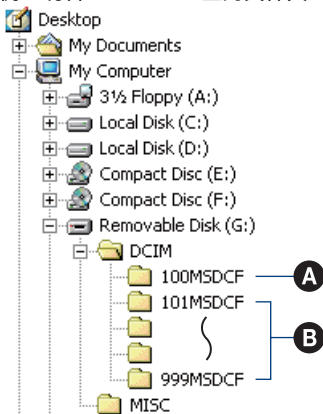 Desktop
My Documents
My Computer
3½ Floppy (A:)
Local Disk (C:)
Local Disk (D:)
Compact Disc (E:)
Compact Disc (F:)
Removable Disk (G:)
DCIM
100MSDCF A
101MSDCF
B
999MSDCF
MISC